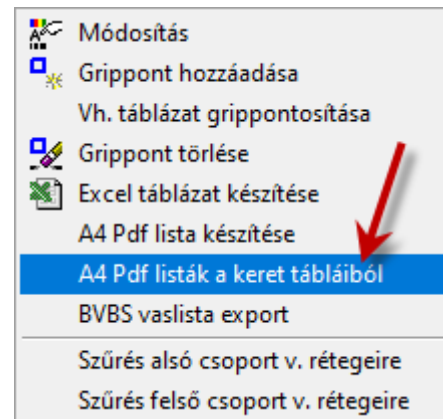 Módosítás
Grippont hozzáadása
Vh. táblázat grippontosítása
Grippont törlése
Excel táblázat készítése
A4 Pdf lista készítése
A4 Pdf listák a keret tábláiból
BVBS vaslista export
Szűrés alsó csoport v. rétegeire
Szűrés felső csoport v. rétegeire